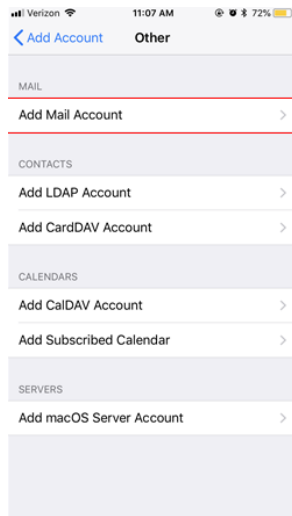 Verizon 11:07 AM 72%
Add Account Other
MAIL
Add Mail Account
CONTACTS
Add LDAP Account
Add CardDAV Account
CALENDARS
Add CalDAV Account
Add Subscribed Calendar
SERVERS
Add macOS Server Account